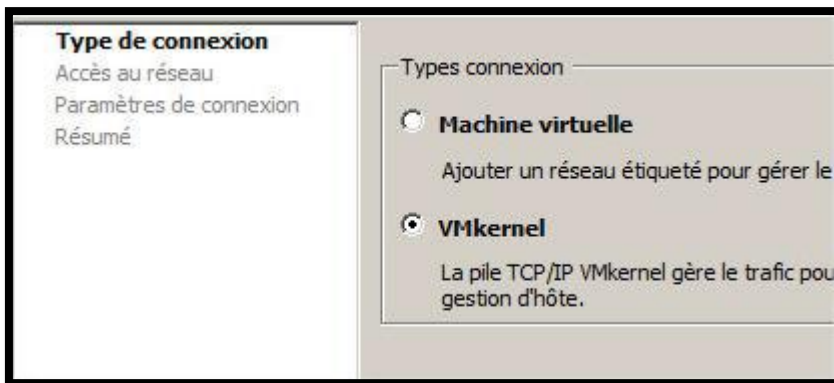 Type de connexion
Accès au réseau
Paramètres de connexion
Résumé
Types connexion
Machine virtuelle
Ajouter un réseau étiqueté pour gérer le
VMkernel
La pile TCP/IP VMkernel gère le trafic pou
gestion d'hôte.